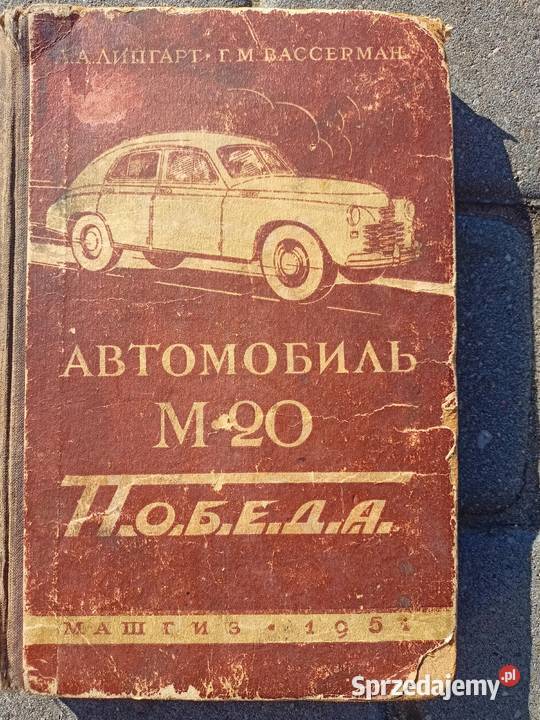 А.А.ЛИПГАРТ · Г.М.ВАССЕРМАН
АВТОМОБИЛЬ
М-20
П.О.Б.Е.Д.А.
МАШГИЗ · 1951
Sprzedajemy.pl